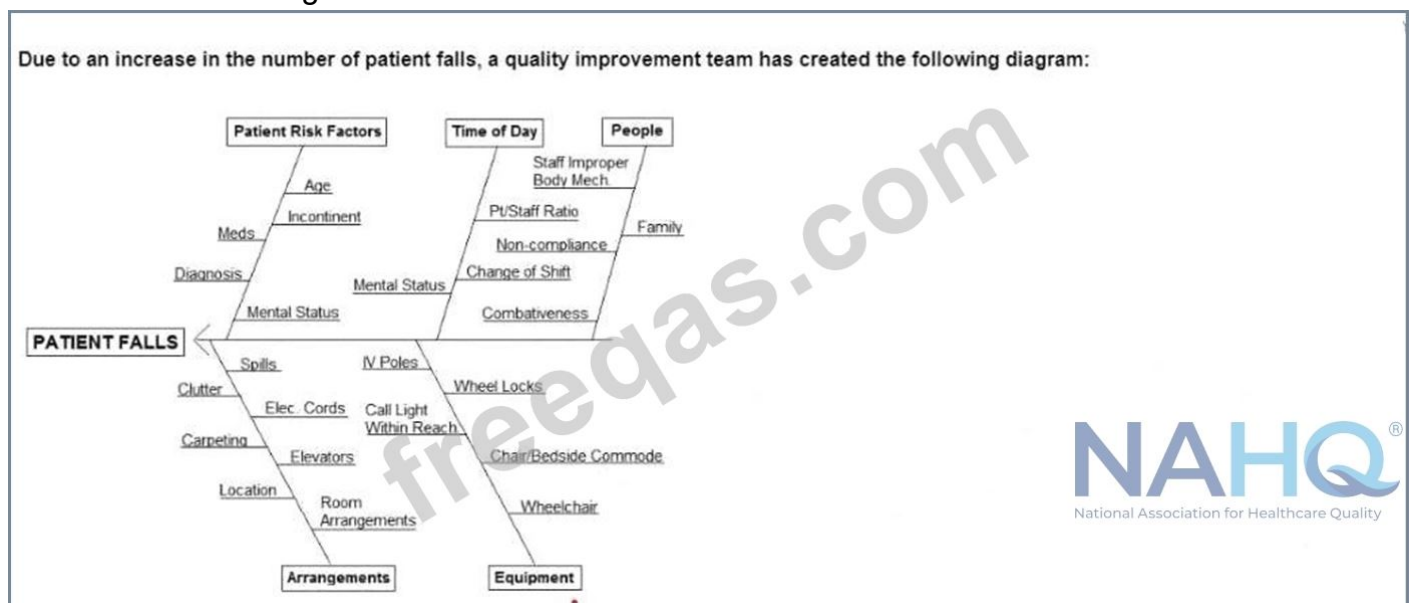 Due to an increase in the number of patient falls, a quality improvement team has created the following diagram:
Patient Risk Factors
Time of Day
People
Age
Incontinent
Meds
Diagnosis
Mental Status
Pt/Staff Ratio
Change of Shift
Mental Status
Staff Improper
Body Mech.
Family
Non-compliance
Combativeness
PATIENT FALLS
Spills
Clutter
Elec. Cords
Carpeting
Elevators
Location
Room
Arrangements
IV Poles
Wheel Locks
Call Light
Within Reach
Chair/Bedside Commode
Wheelchair
Arrangements
Equipment
freeqas.com
NAHQ®
National Association for Healthcare Quality